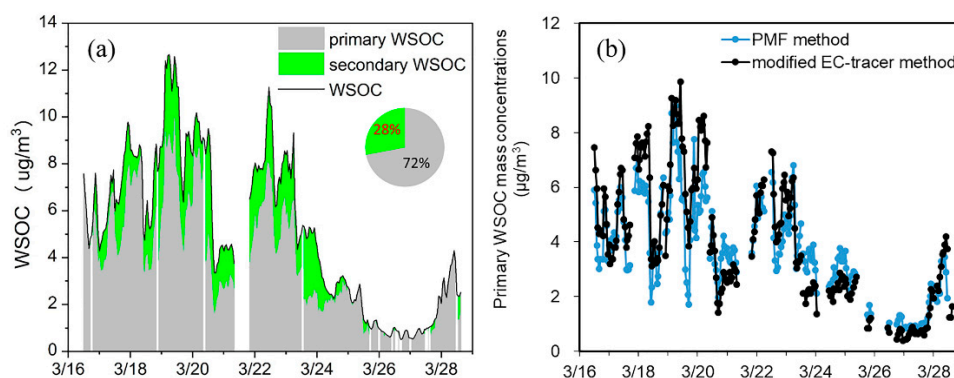 (a)
primary WSOC
secondary WSOC
WSOC
28%
72%
WSOC ( ug/m³)
14
12
10
8
6
4
2
0
3/16 3/18 3/20 3/22 3/24 3/26 3/28
(b)
PMF method
modified EC-tracer method
Primary WSOC mass concentrations
(μg/m³)
12
10
8
6
4
2
0
3/16 3/18 3/20 3/22 3/24 3/26 3/28